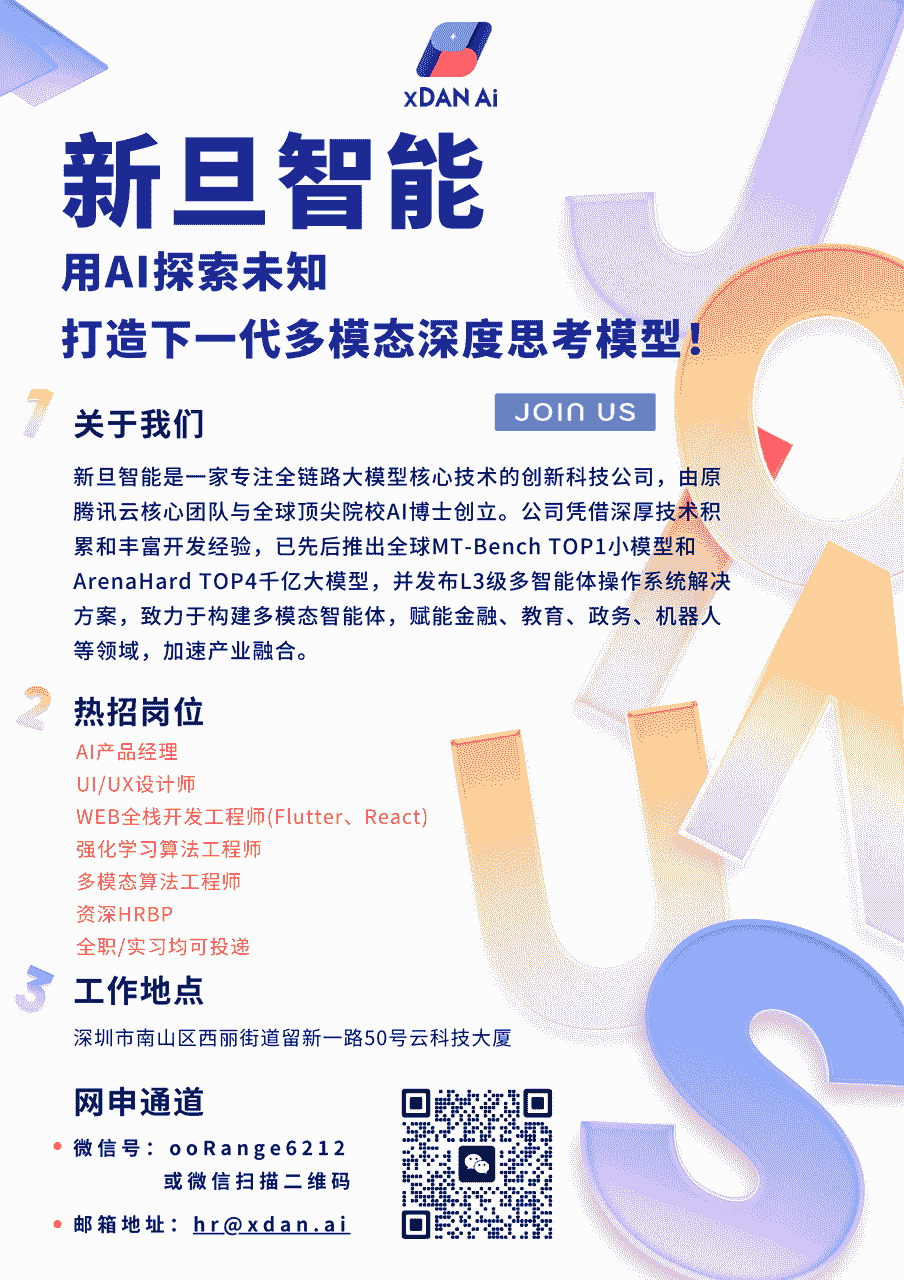 xDAN Ai
新旦智能
用AI探索未知
打造下一代多模态深度思考模型！
JOIN US
1
关于我们
新旦智能是一家专注全链路大模型核心技术的创新科技公司，由原
腾讯云核心团队与全球顶尖院校AI博士创立。公司凭借深厚技术积
累和丰富开发经验，已先后推出全球MT-Bench TOP1小模型和
ArenaHard TOP4千亿大模型，并发布L3级多智能体操作系统解决
方案，致力于构建多模态智能体，赋能金融、教育、政务、机器人
等领域，加速产业融合。
2
热招岗位
AI产品经理
UI/UX设计师
WEB全栈开发工程师(Flutter、React)
强化学习算法工程师
多模态算法工程师
资深HRBP
全职/实习均可投递
3
工作地点
深圳市南山区西丽街道留新一路50号云科技大厦
网申通道
微信号：ooRange6212
或微信扫描二维码
邮箱地址：hr@xdan.ai
JOIN
US